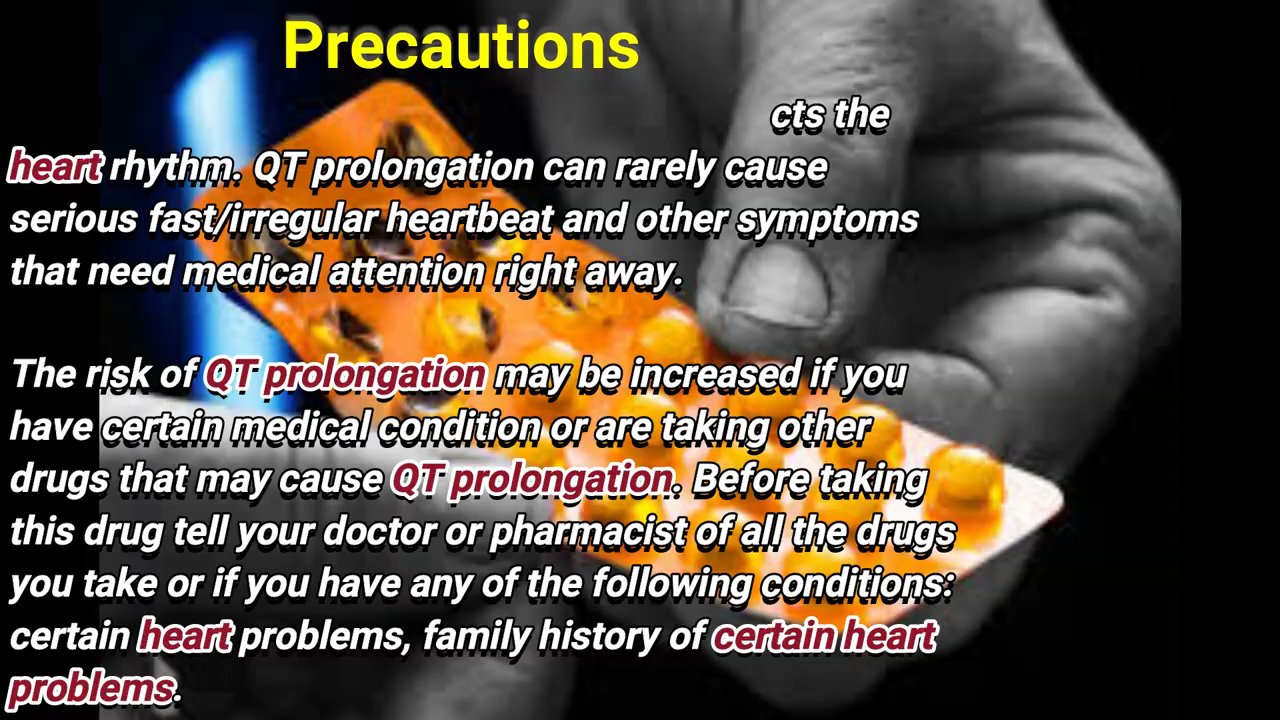 Precautions
cts the
heart rhythm. QT prolongation can rarely cause
serious fast/irregular heartbeat and other symptoms
that need medical attention right away.
The risk of QT prolongation may be increased if you
have certain medical condition or are taking other
drugs that may cause QT prolongation. Before taking
this drug tell your doctor or pharmacist of all the drugs
you take or if you have any of the following conditions:
certain heart problems, family history of certain heart
problems.